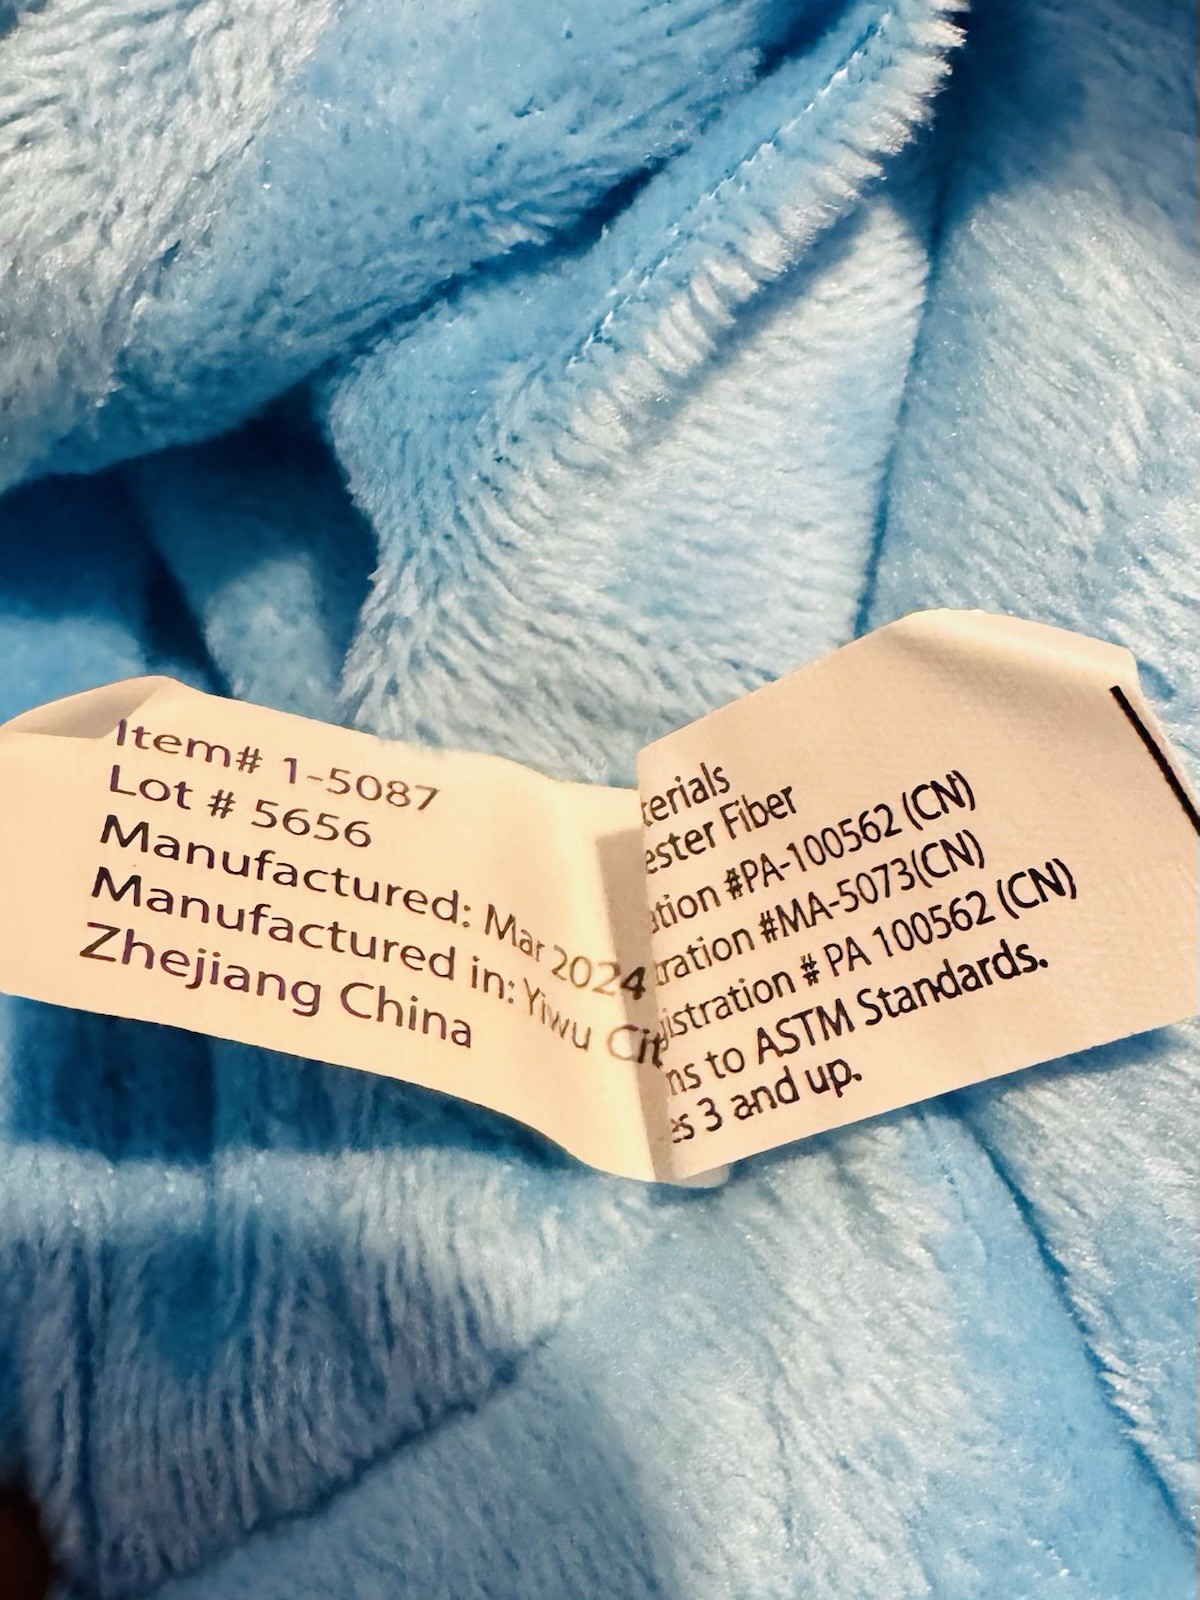 Item# 1-5087
Lot # 5656
Manufactured: Mar 2024
Manufactured in: Yiwu Cit
Zhejiang China
terials
ester Fiber
ation #PA-100562 (CN)
tration #MA-5073(CN)
istration # PA 100562 (CN)
ns to ASTM Standards.
es 3 and up.